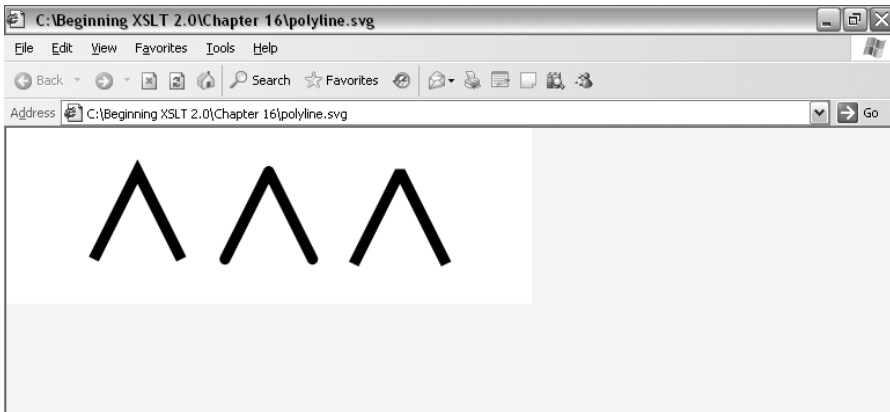 C:\Beginning XSLT 2.0\Chapter 16\polyline.svg
File Edit View Favorites Tools Help
Back Search Favorites
Address C:\Beginning XSLT 2.0\Chapter 16\polyline.svg Go